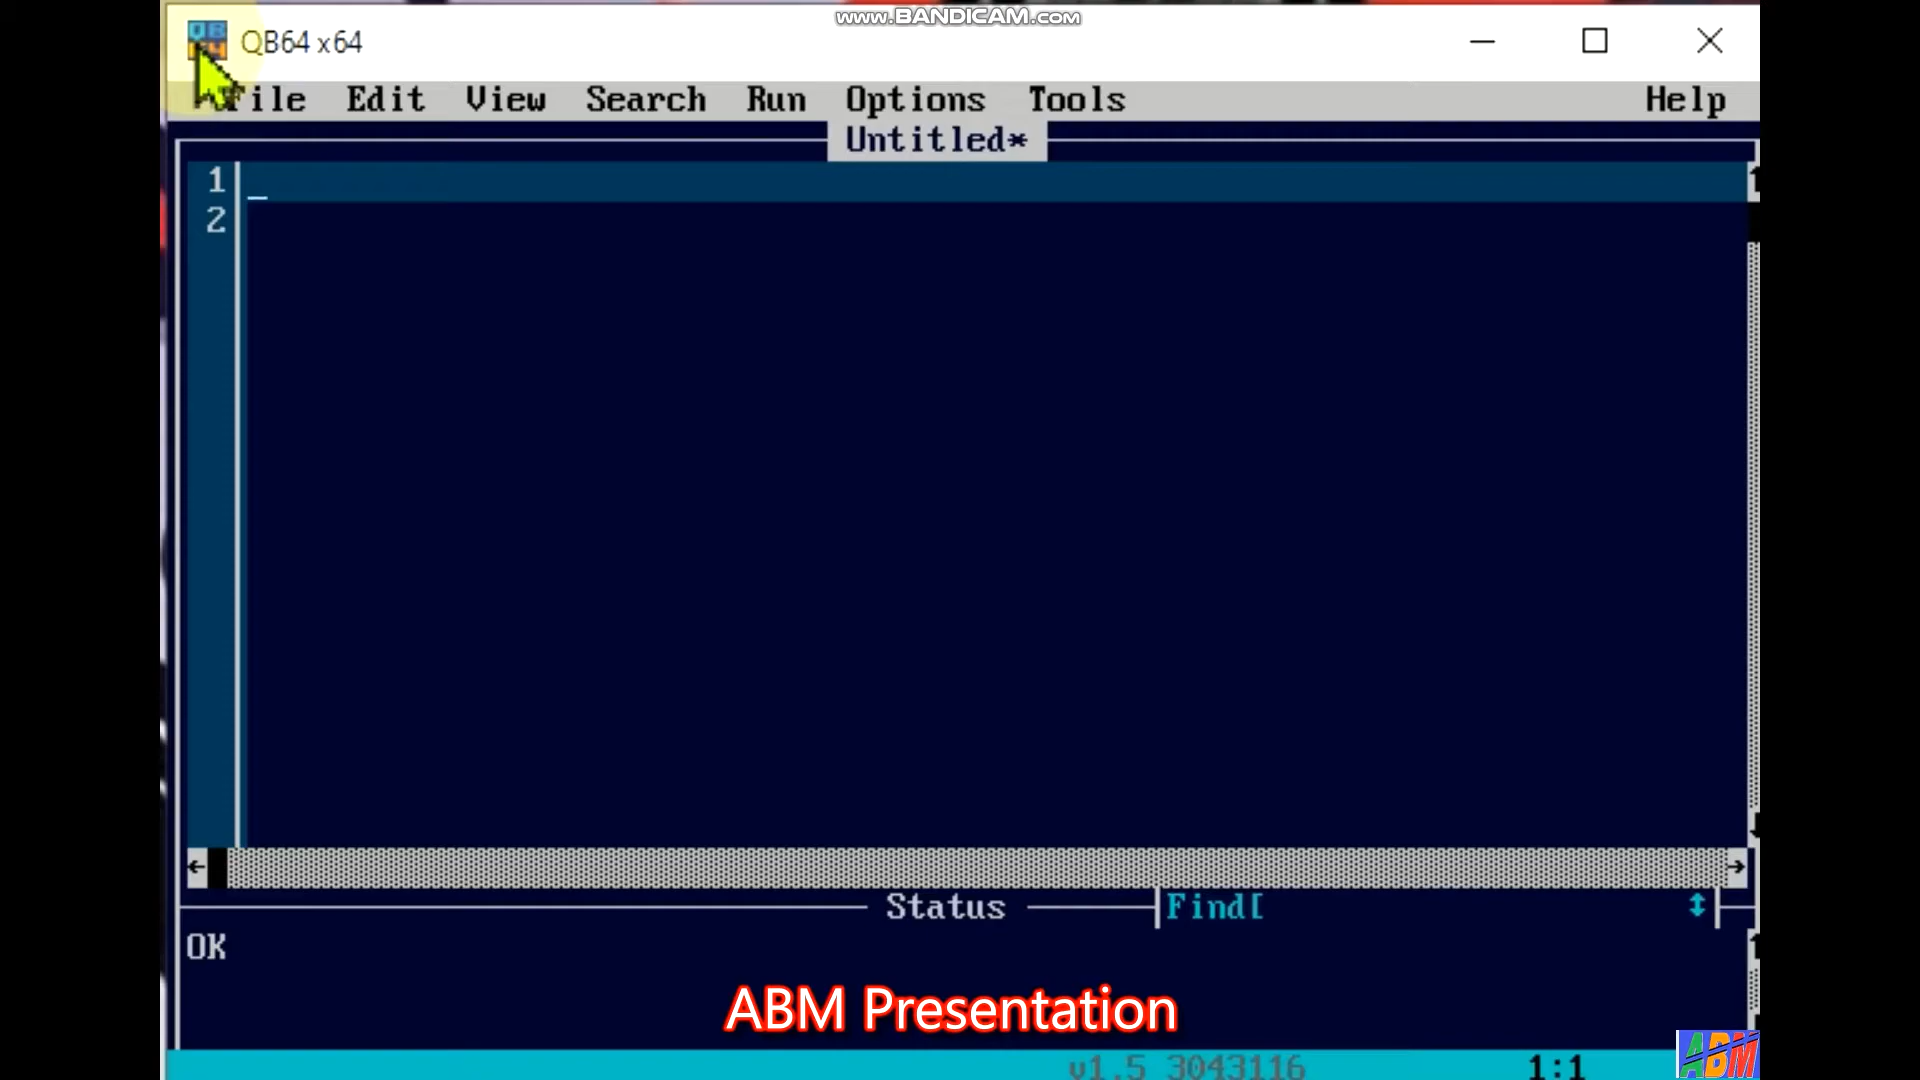 www.BANDICAM.com
QB64 x64
File Edit View Search Run Options Tools Help
Untitled*
1
2
Status Find[
OK
ABM Presentation
v1.5 3043116 1:1
ABM